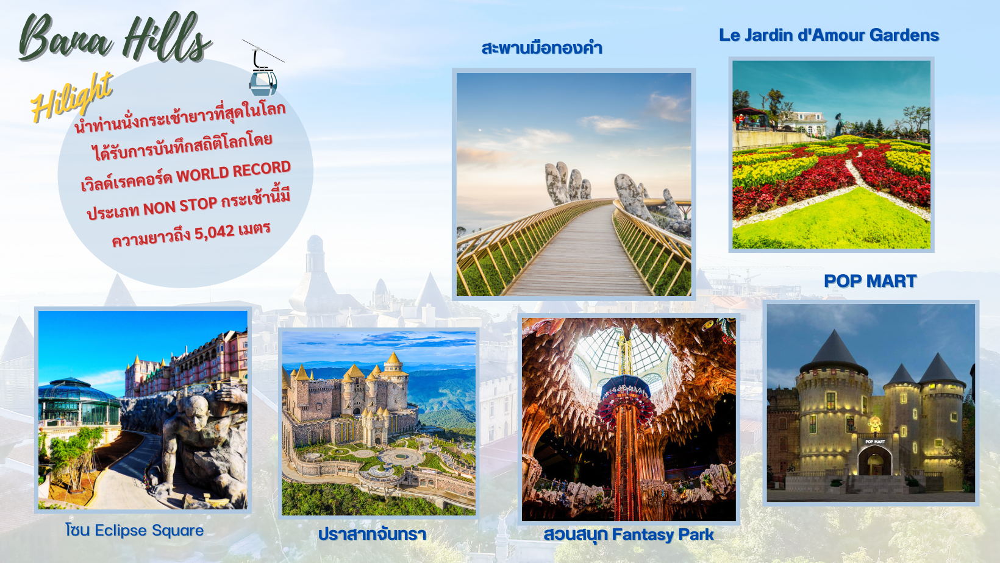 Bana Hills
Hilight
นำท่านนั่งกระเช้ายาวที่สุดในโลก
ได้รับการบันทึกสถิติโลกโดย
เวิลด์เรคคอร์ด WORLD RECORD
ประเภท NON STOP กระเช้านี้มี
ความยาวถึง 5,042 เมตร
สะพานมือทองคำ
Le Jardin d'Amour Gardens
POP MART
POP MART
โซน Eclipse Square
ปราสาทจันทรา
สวนสนุก Fantasy Park